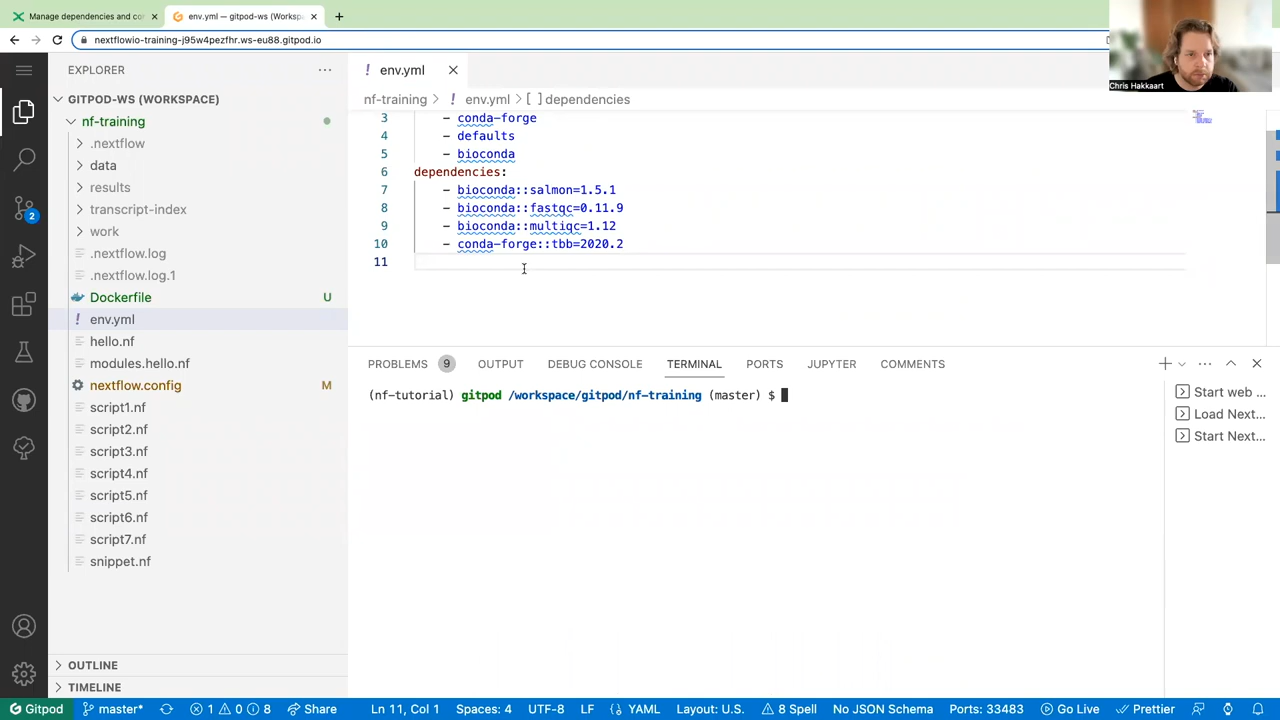 Manage dependencies and co
env.yml — gitpod-ws (Worksp
nextflowio-training-j95w4pezfhr.ws-eu88.gitpod.io
Chris Hakkaart
EXPLORER
GITPOD-WS (WORKSPACE)
nf-training
.nextflow
data
results
transcript-index
work
.nextflow.log
.nextflow.log.1
Dockerfile U
env.yml
hello.nf
modules.hello.nf
nextflow.config M
script1.nf
script2.nf
script3.nf
script4.nf
script5.nf
script6.nf
script7.nf
snippet.nf
OUTLINE
TIMELINE
2
! env.yml
nf-training > ! env.yml > [ ] dependencies
3 - conda-forge
4 - defaults
5 - bioconda
6 dependencies:
7 - bioconda::salmon=1.5.1
8 - bioconda::fastqc=0.11.9
9 - bioconda::multiqc=1.12
10 - conda-forge::tbb=2020.2
11
PROBLEMS 9 OUTPUT DEBUG CONSOLE TERMINAL PORTS JUPYTER COMMENTS
(nf-tutorial) gitpod /workspace/gitpod/nf-training (master) $
Start web ...
Load Next...
Start Next...
Gitpod master* 1 0 8 Share Ln 11, Col 1 Spaces: 4 UTF-8 LF YAML Layout: U.S. 8 Spell No JSON Schema Ports: 33483 Go Live Prettier